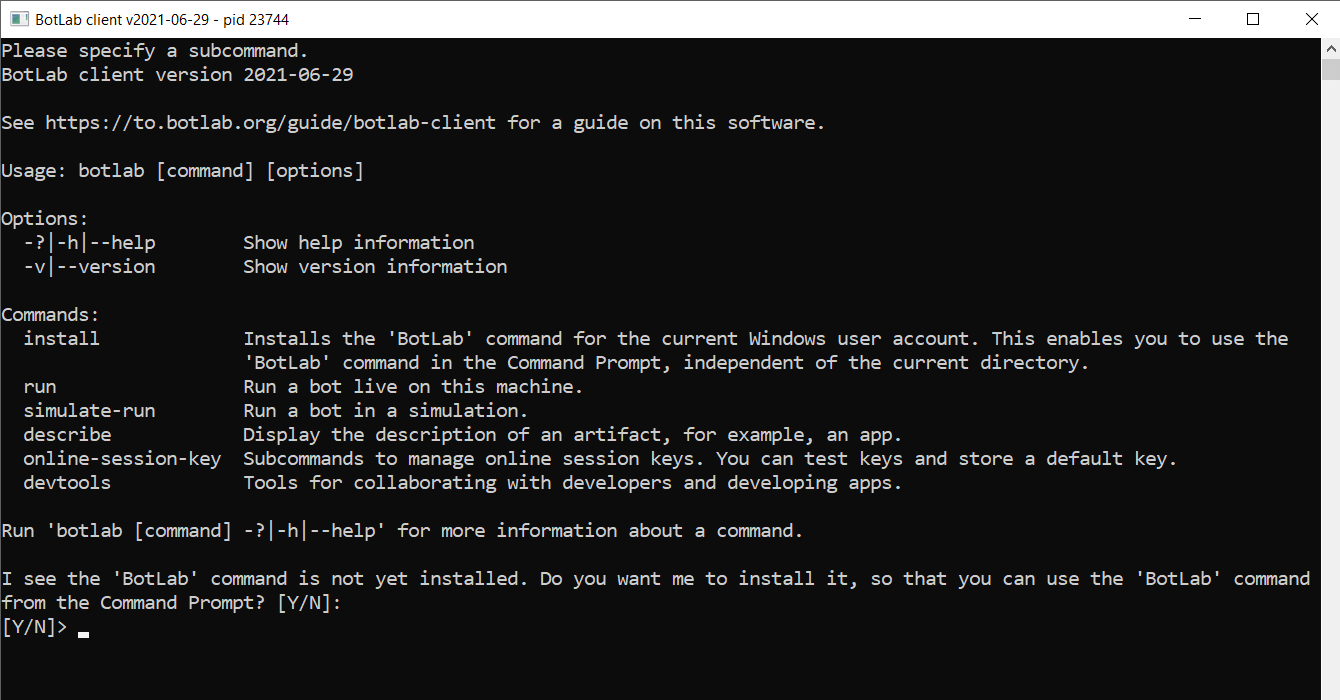 BotLab client v2021-06-29 - pid 23744
Please specify a subcommand.
BotLab client version 2021-06-29
See https://to.botlab.org/guide/botlab-client for a guide on this software.
Usage: botlab [command] [options]
Options:
-?|-h|--help Show help information
-v|--version Show version information
Commands:
install Installs the 'BotLab' command for the current Windows user account. This enables you to use the
'BotLab' command in the Command Prompt, independent of the current directory.
run Run a bot live on this machine.
simulate-run Run a bot in a simulation.
describe Display the description of an artifact, for example, an app.
online-session-key Subcommands to manage online session keys. You can test keys and store a default key.
devtools Tools for collaborating with developers and developing apps.
Run 'botlab [command] -?|-h|--help' for more information about a command.
I see the 'BotLab' command is not yet installed. Do you want me to install it, so that you can use the 'BotLab' command
from the Command Prompt? [Y/N]:
[Y/N]>